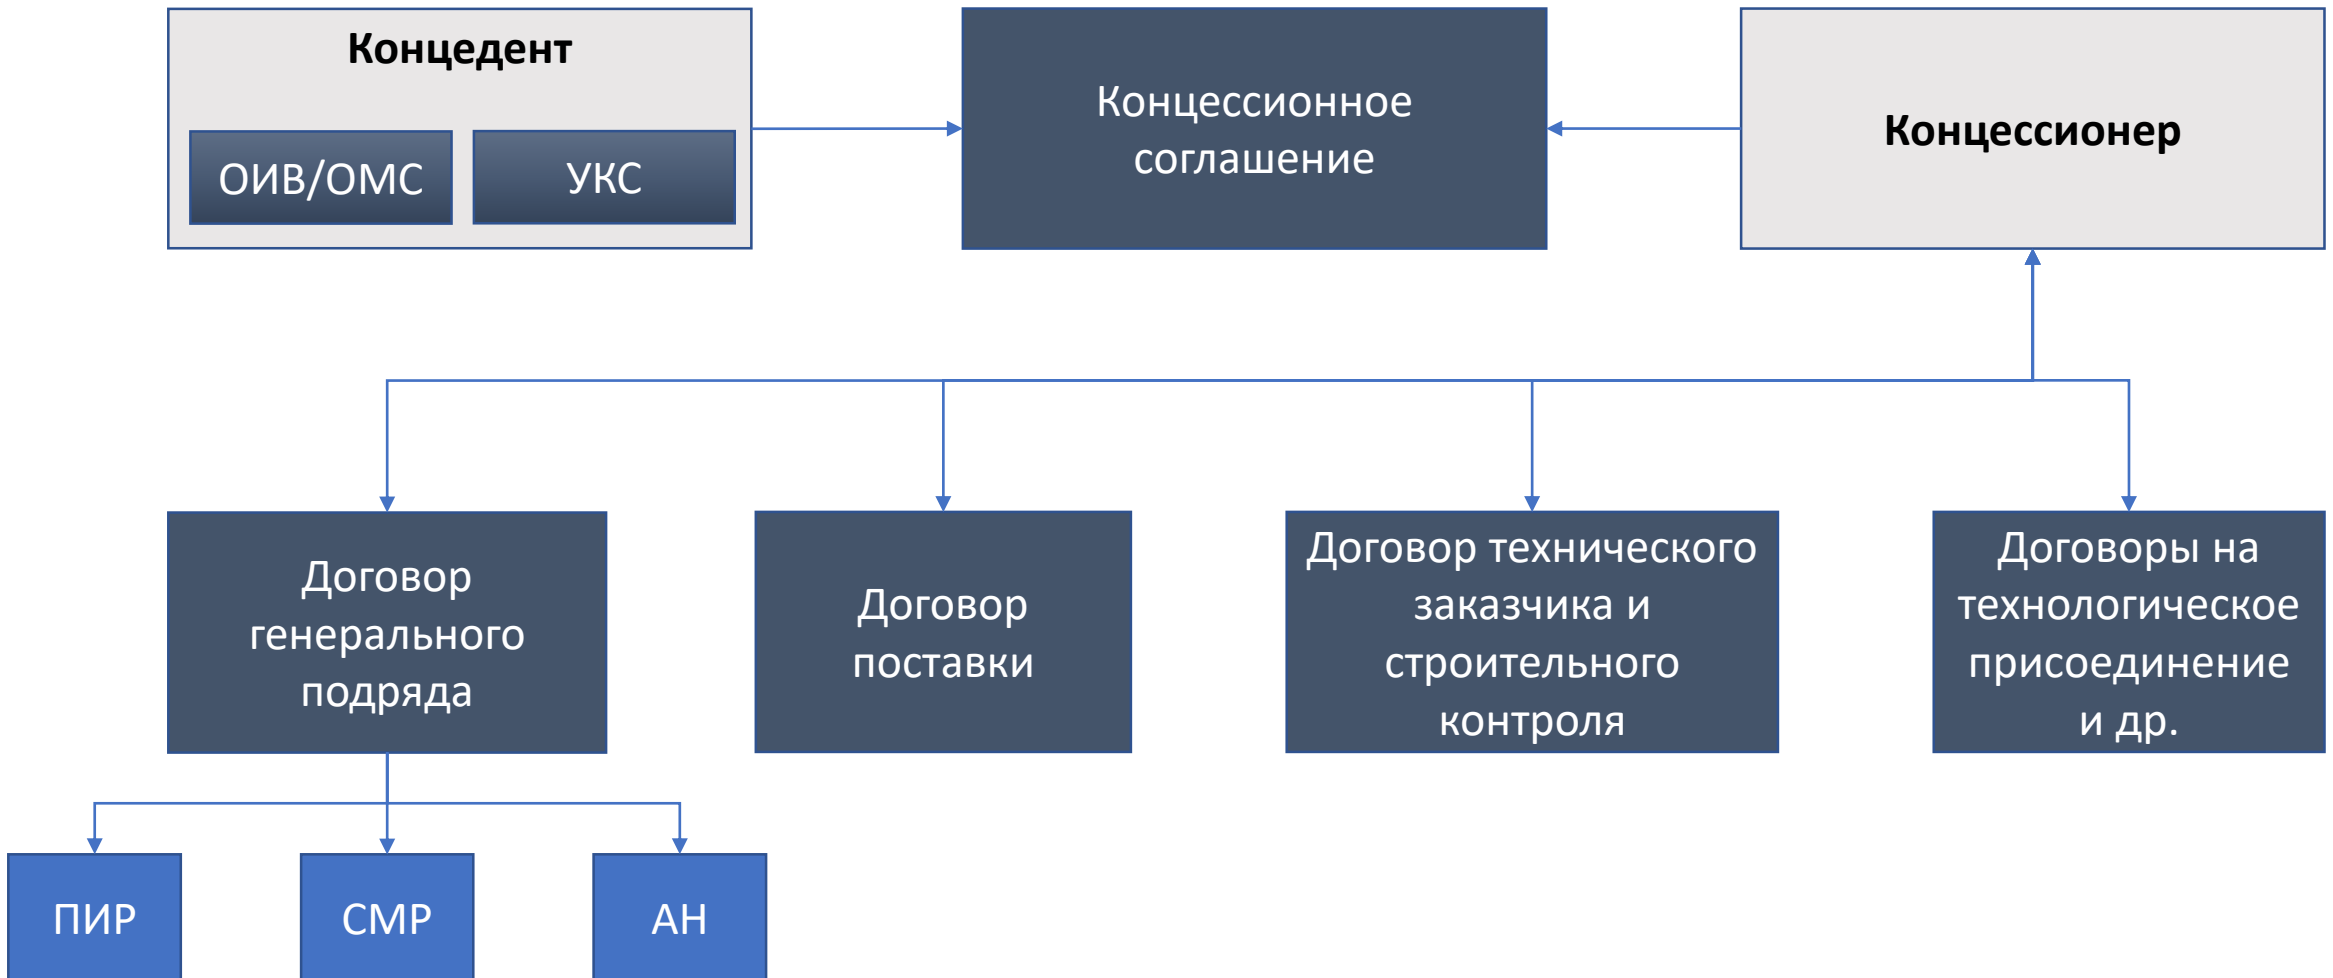 Концедент
ОИВ/ОМС
УКС
Концессионное
соглашение
Концессионер
Договор
генерального
подряда
Договор
поставки
Договор технического
заказчика и
строительного
контроля
Договоры на
технологическое
присоединение
и др.
ПИР
СМР
АН